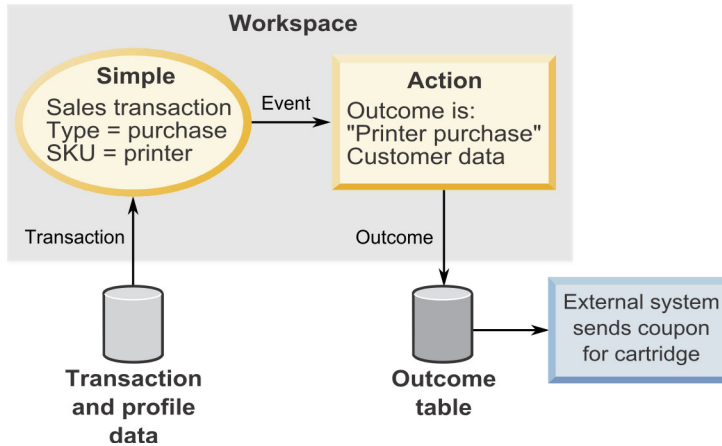 Workspace
Simple
Sales transaction
Type = purchase
SKU = printer
Event
Action
Outcome is:
"Printer purchase"
Customer data
Transaction
Outcome
Transaction
and profile
data
Outcome
table
External system
sends coupon
for cartridge